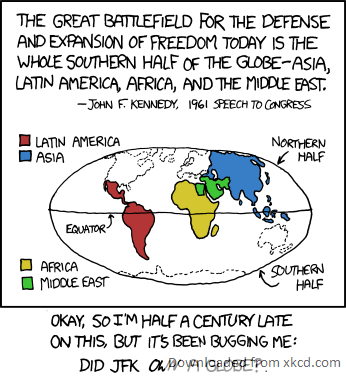 THE GREAT BATTLEFIELD FOR THE DEFENSE
AND EXPANSION OF FREEDOM TODAY IS THE
WHOLE SOUTHERN HALF OF THE GLOBE-ASIA,
LATIN AMERICA, AFRICA, AND THE MIDDLE EAST.
—JOHN F. KENNEDY, 1961 SPEECH TO CONGRESS
LATIN AMERICA
ASIA
NORTHERN
HALF
EQUATOR
AFRICA
MIDDLE EAST
SOUTHERN
HALF
OKAY, SO I'M HALF A CENTURY LATE
ON THIS, BUT IT'S BEEN BUGGING ME:
DID JFK OWN A GLOBE?
Downloaded from xkcd.com